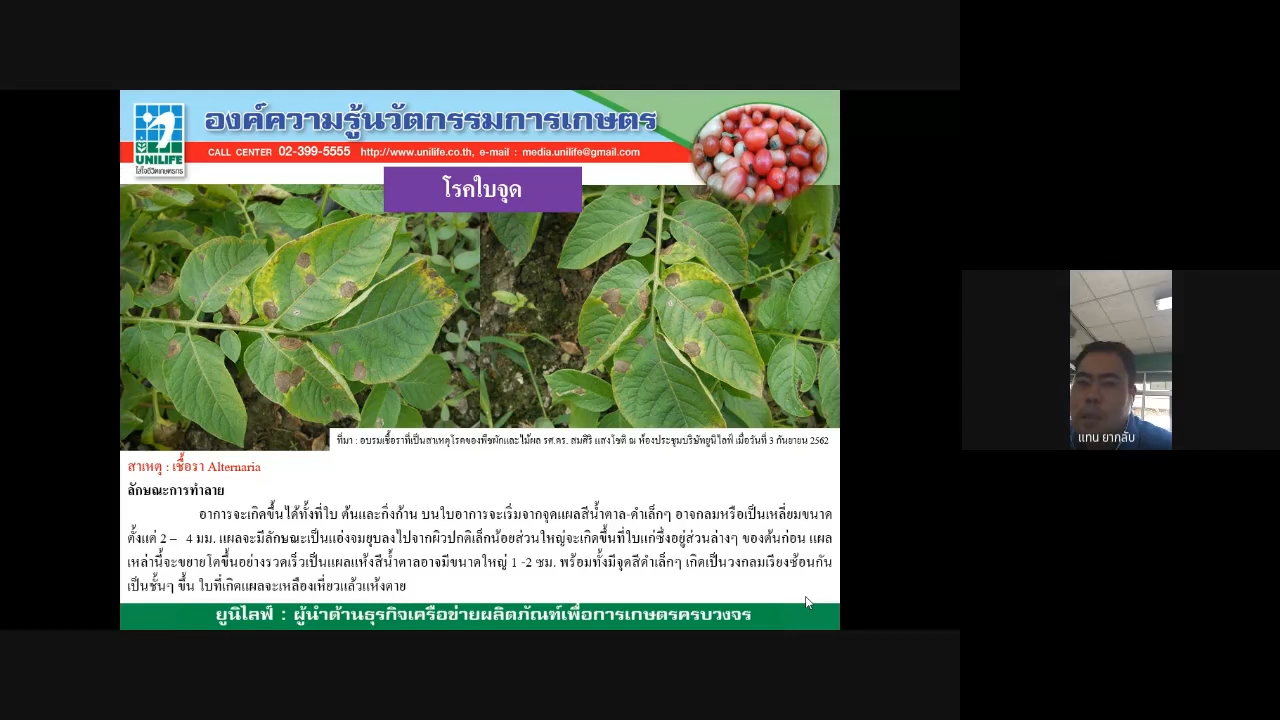 องค์ความรู้นวัตกรรมการเกษตร
UNILIFE
ใส่ใจชีวิตเกษตรกร
CALL CENTER 02-399-5555 http://www.unilife.co.th, e-mail : media.unilife@gmail.com
โรคใบจุด
ที่มา : อบรมเชื้อราที่เป็นสาเหตุโรคของพืชผักและไม้ผล รศ.ดร. สมศิริ แสงโชติ ณ ห้องประชุมบริษัทยูนิไลฟ์ เมื่อวันที่ 3 กันยายน 2562
สาเหตุ : เชื้อรา Alternaria
ลักษณะการทำลาย
อาการจะเกิดขึ้นได้ทั้งที่ใบ ต้นและกิ่งก้าน บนใบอาการจะเริ่มจากจุดแผลสีน้ำตาล-ดำเล็กๆ อาจกลมหรือเป็นเหลี่ยมขนาด
ตั้งแต่ 2 – 4 มม. แผลจะมีลักษณะเป็นแอ่งจมยุบลงไปจากผิวปกติเล็กน้อยส่วนใหญ่จะเกิดขึ้นที่ใบแก่ซึ่งอยู่ส่วนล่างๆ ของต้นก่อน แผล
เหล่านี้จะขยายโตขึ้นอย่างรวดเร็วเป็นแผลแห้งสีน้ำตาลอาจมีขนาดใหญ่ 1 -2 ซม. พร้อมทั้งมีจุดสีดำเล็กๆ เกิดเป็นวงกลมเรียงซ้อนกัน
เป็นชั้นๆ ขึ้น ใบที่เกิดแผลจะเหลืองเหี่ยวแล้วแห้งตาย
ยูนิไลฟ์ : ผู้นำด้านธุรกิจเครือข่ายผลิตภัณฑ์เพื่อการเกษตรครบวงจร
แทน ยากลับ